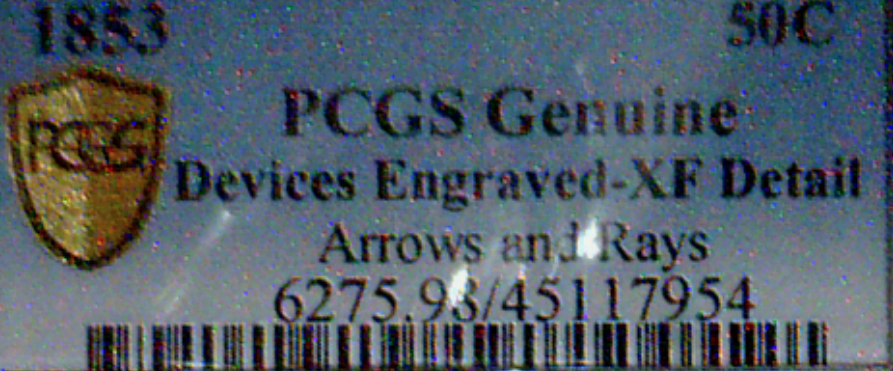 1853 50C
PCGS Genuine
PCGS
Devices Engraved-XF Detail
Arrows and Rays
6275.98/45117954